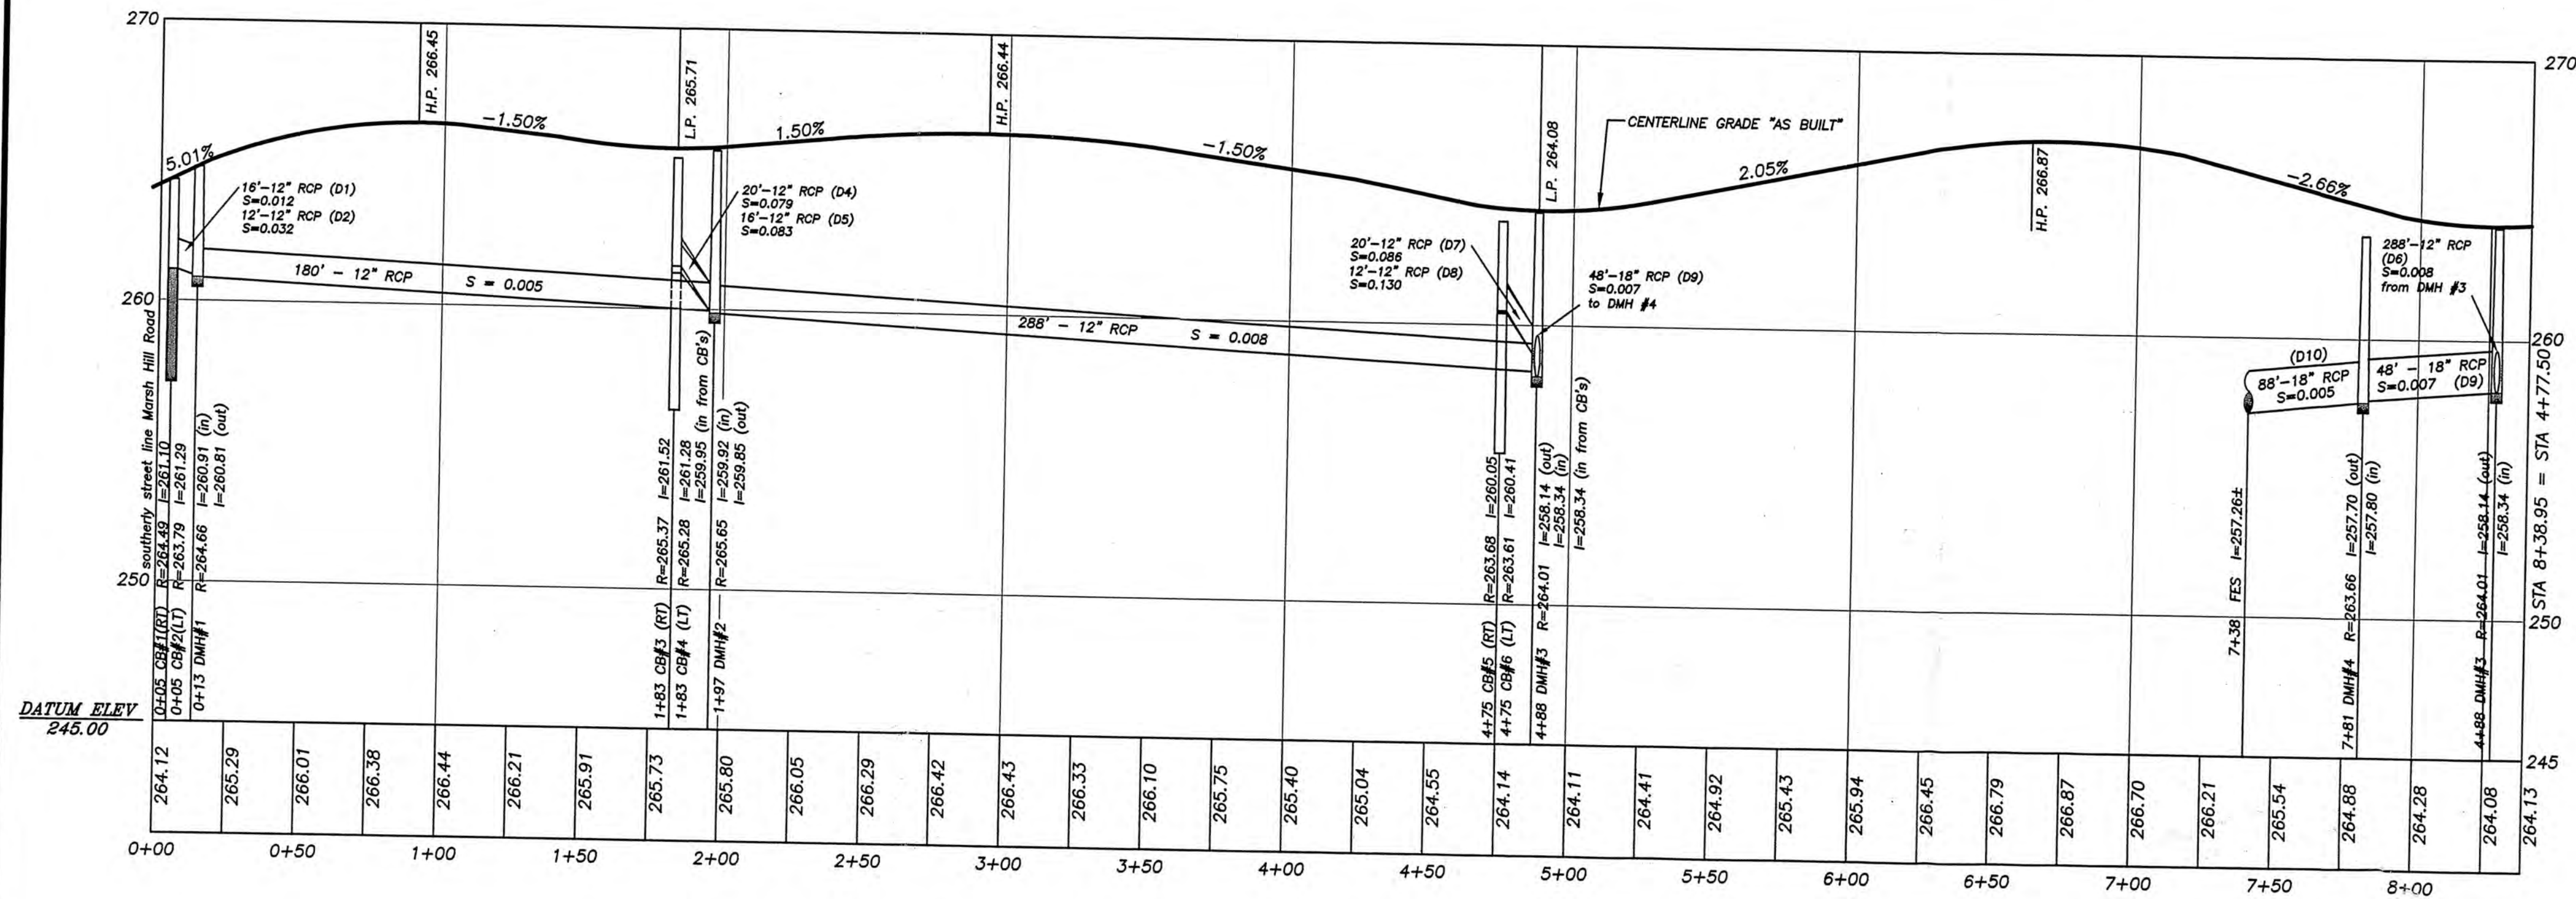 270
H.P. 266.45
L.P. 265.71
H.P. 266.44
L.P. 264.08
H.P. 266.87
270
5.01%
-1.50%
1.50%
-1.50%
CENTERLINE GRADE "AS BUILT"
2.05%
-2.66%
16'-12" RCP (D1)
S=0.012
12'-12" RCP (D2)
S=0.032
20'-12" RCP (D4)
S=0.079
16'-12" RCP (D5)
S=0.083
20'-12" RCP (D7)
S=0.086
12'-12" RCP (D8)
S=0.130
48'-18" RCP (D9)
S=0.007
to DMH #4
288'-12" RCP
(D6)
S=0.008
from DMH #3
260
180' - 12" RCP S = 0.005
288' - 12" RCP S = 0.008
(D10)
88'-18" RCP
S=0.005
48' - 18" RCP
S=0.007 (D9)
260
southerly street line Marsh Hill Road
0+05 CB#1(RT) R=264.49 I=261.10
0+05 CB#2(LT) R=263.79 I=261.29
0+13 DMH#1 R=264.66 I=260.91 (in)
I=260.81 (out)
1+83 CB#3 (RT) R=265.37 I=261.52
1+83 CB#4 (LT) R=265.28 I=261.28
I=259.95 (in from CB's)
1+97 DMH#2 R=265.65 I=259.92 (in)
I=259.85 (out)
4+75 CB#5 (RT) R=263.68 I=260.05
4+75 CB#6 (LT) R=263.61 I=260.41
4+88 DMH#3 R=264.01 I=258.14 (out)
I=258.34 (in)
I=258.34 (in from CB's)
7+38 FES I=257.26±
7+81 DMH#4 R=263.66 I=257.70 (out)
I=257.80 (in)
4+88 DMH#3 R=264.01 I=258.14 (out)
I=258.34 (in)
STA 8+38.95 = STA 4+77.50
250
250
DATUM ELEV
245.00
245
264.12 265.29 266.01 266.38 266.44 266.21 265.91 265.73 265.80 266.05 266.29 266.42 266.43 266.33 266.10 265.75 265.40 265.04 264.55 264.14 264.11 264.41 264.92 265.43 265.94 266.45 266.79 266.87 266.70 266.21 265.54 264.88 264.28 264.08 264.13
0+00 0+50 1+00 1+50 2+00 2+50 3+00 3+50 4+00 4+50 5+00 5+50 6+00 6+50 7+00 7+50 8+00